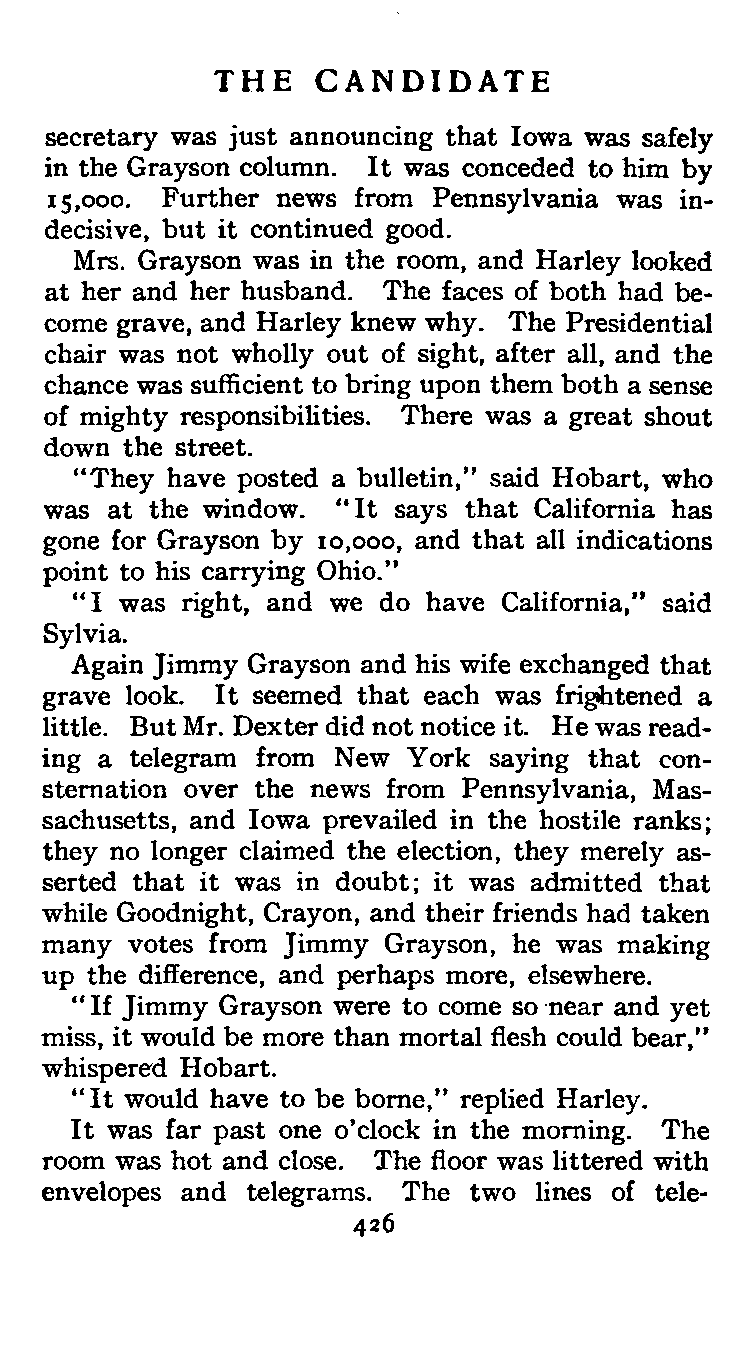 THE CANDIDATE
secretary was just announcing that Iowa was safely
in the Grayson column. It was conceded to him by
15,000. Further news from Pennsylvania was in-
decisive, but it continued good.
Mrs. Grayson was in the room, and Harley looked
at her and her husband. The faces of both had be-
come grave, and Harley knew why. The Presidential
chair was not wholly out of sight, after all, and the
chance was sufficient to bring upon them both a sense
of mighty responsibilities. There was a great shout
down the street.
"They have posted a bulletin," said Hobart, who
was at the window. "It says that California has
gone for Grayson by 10,000, and that all indications
point to his carrying Ohio."
"I was right, and we do have California," said
Sylvia.
Again Jimmy Grayson and his wife exchanged that
grave look. It seemed that each was frightened a
little. But Mr. Dexter did not notice it. He was read-
ing a telegram from New York saying that con-
sternation over the news from Pennsylvania, Mas-
sachusetts, and Iowa prevailed in the hostile ranks;
they no longer claimed the election, they merely as-
serted that it was in doubt; it was admitted that
while Goodnight, Crayon, and their friends had taken
many votes from Jimmy Grayson, he was making
up the difference, and perhaps more, elsewhere.
"If Jimmy Grayson were to come so near and yet
miss, it would be more than mortal flesh could bear,"
whispered Hobart.
"It would have to be borne," replied Harley.
It was far past one o'clock in the morning. The
room was hot and close. The floor was littered with
envelopes and telegrams. The two lines of tele-
426